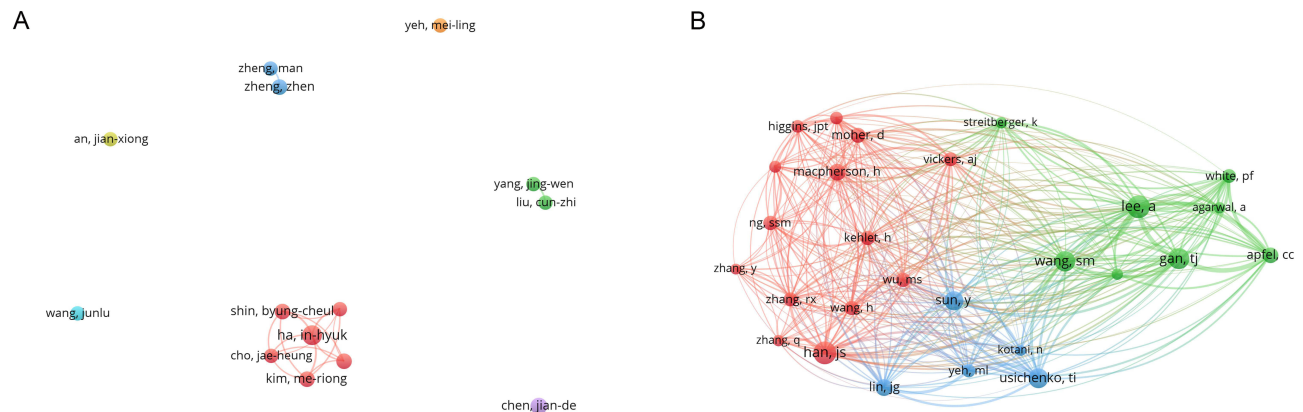 A
yeh, mei-ling
zheng, man
zheng, zhen
an, jian-xiong
yang, jing-wen
liu, cun-zhi
wang, junlu
shin, byung-cheul
ha, in-hyuk
cho, jae-heung
kim, me-riong
chen, jian-de
B
streitberger, k
higgins, jpt
moher, d
vickers, aj
macpherson, h
white, pf
lee, a
agarwal, a
ng, ssm
kehlet, h
apfel, cc
wang, sm
gan, tj
zhang, y
wu, ms
zhang, rx
wang, h
sun, y
zhang, q
han, js
kotani, n
yeh, ml
usichenko, ti
lin, jg